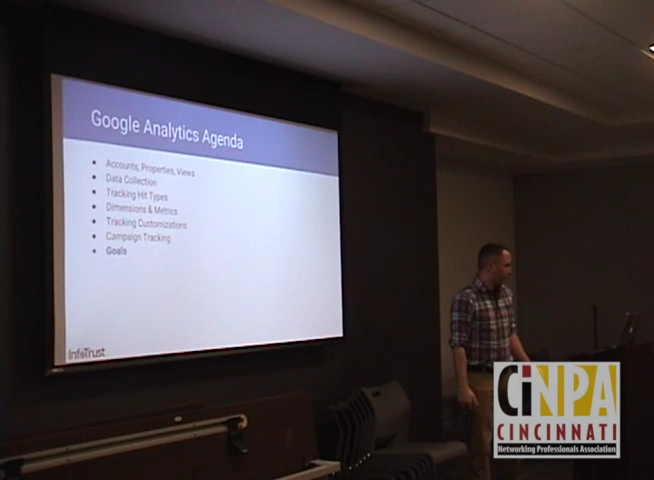 Google Analytics Agenda
Accounts, Properties, Views
Data Collection
Tracking Hit Types
Dimensions & Metrics
Tracking Customizations
Campaign Tracking
Goals
InfoTrust
CiNPA
CINCINNATI
Networking Professionals Association